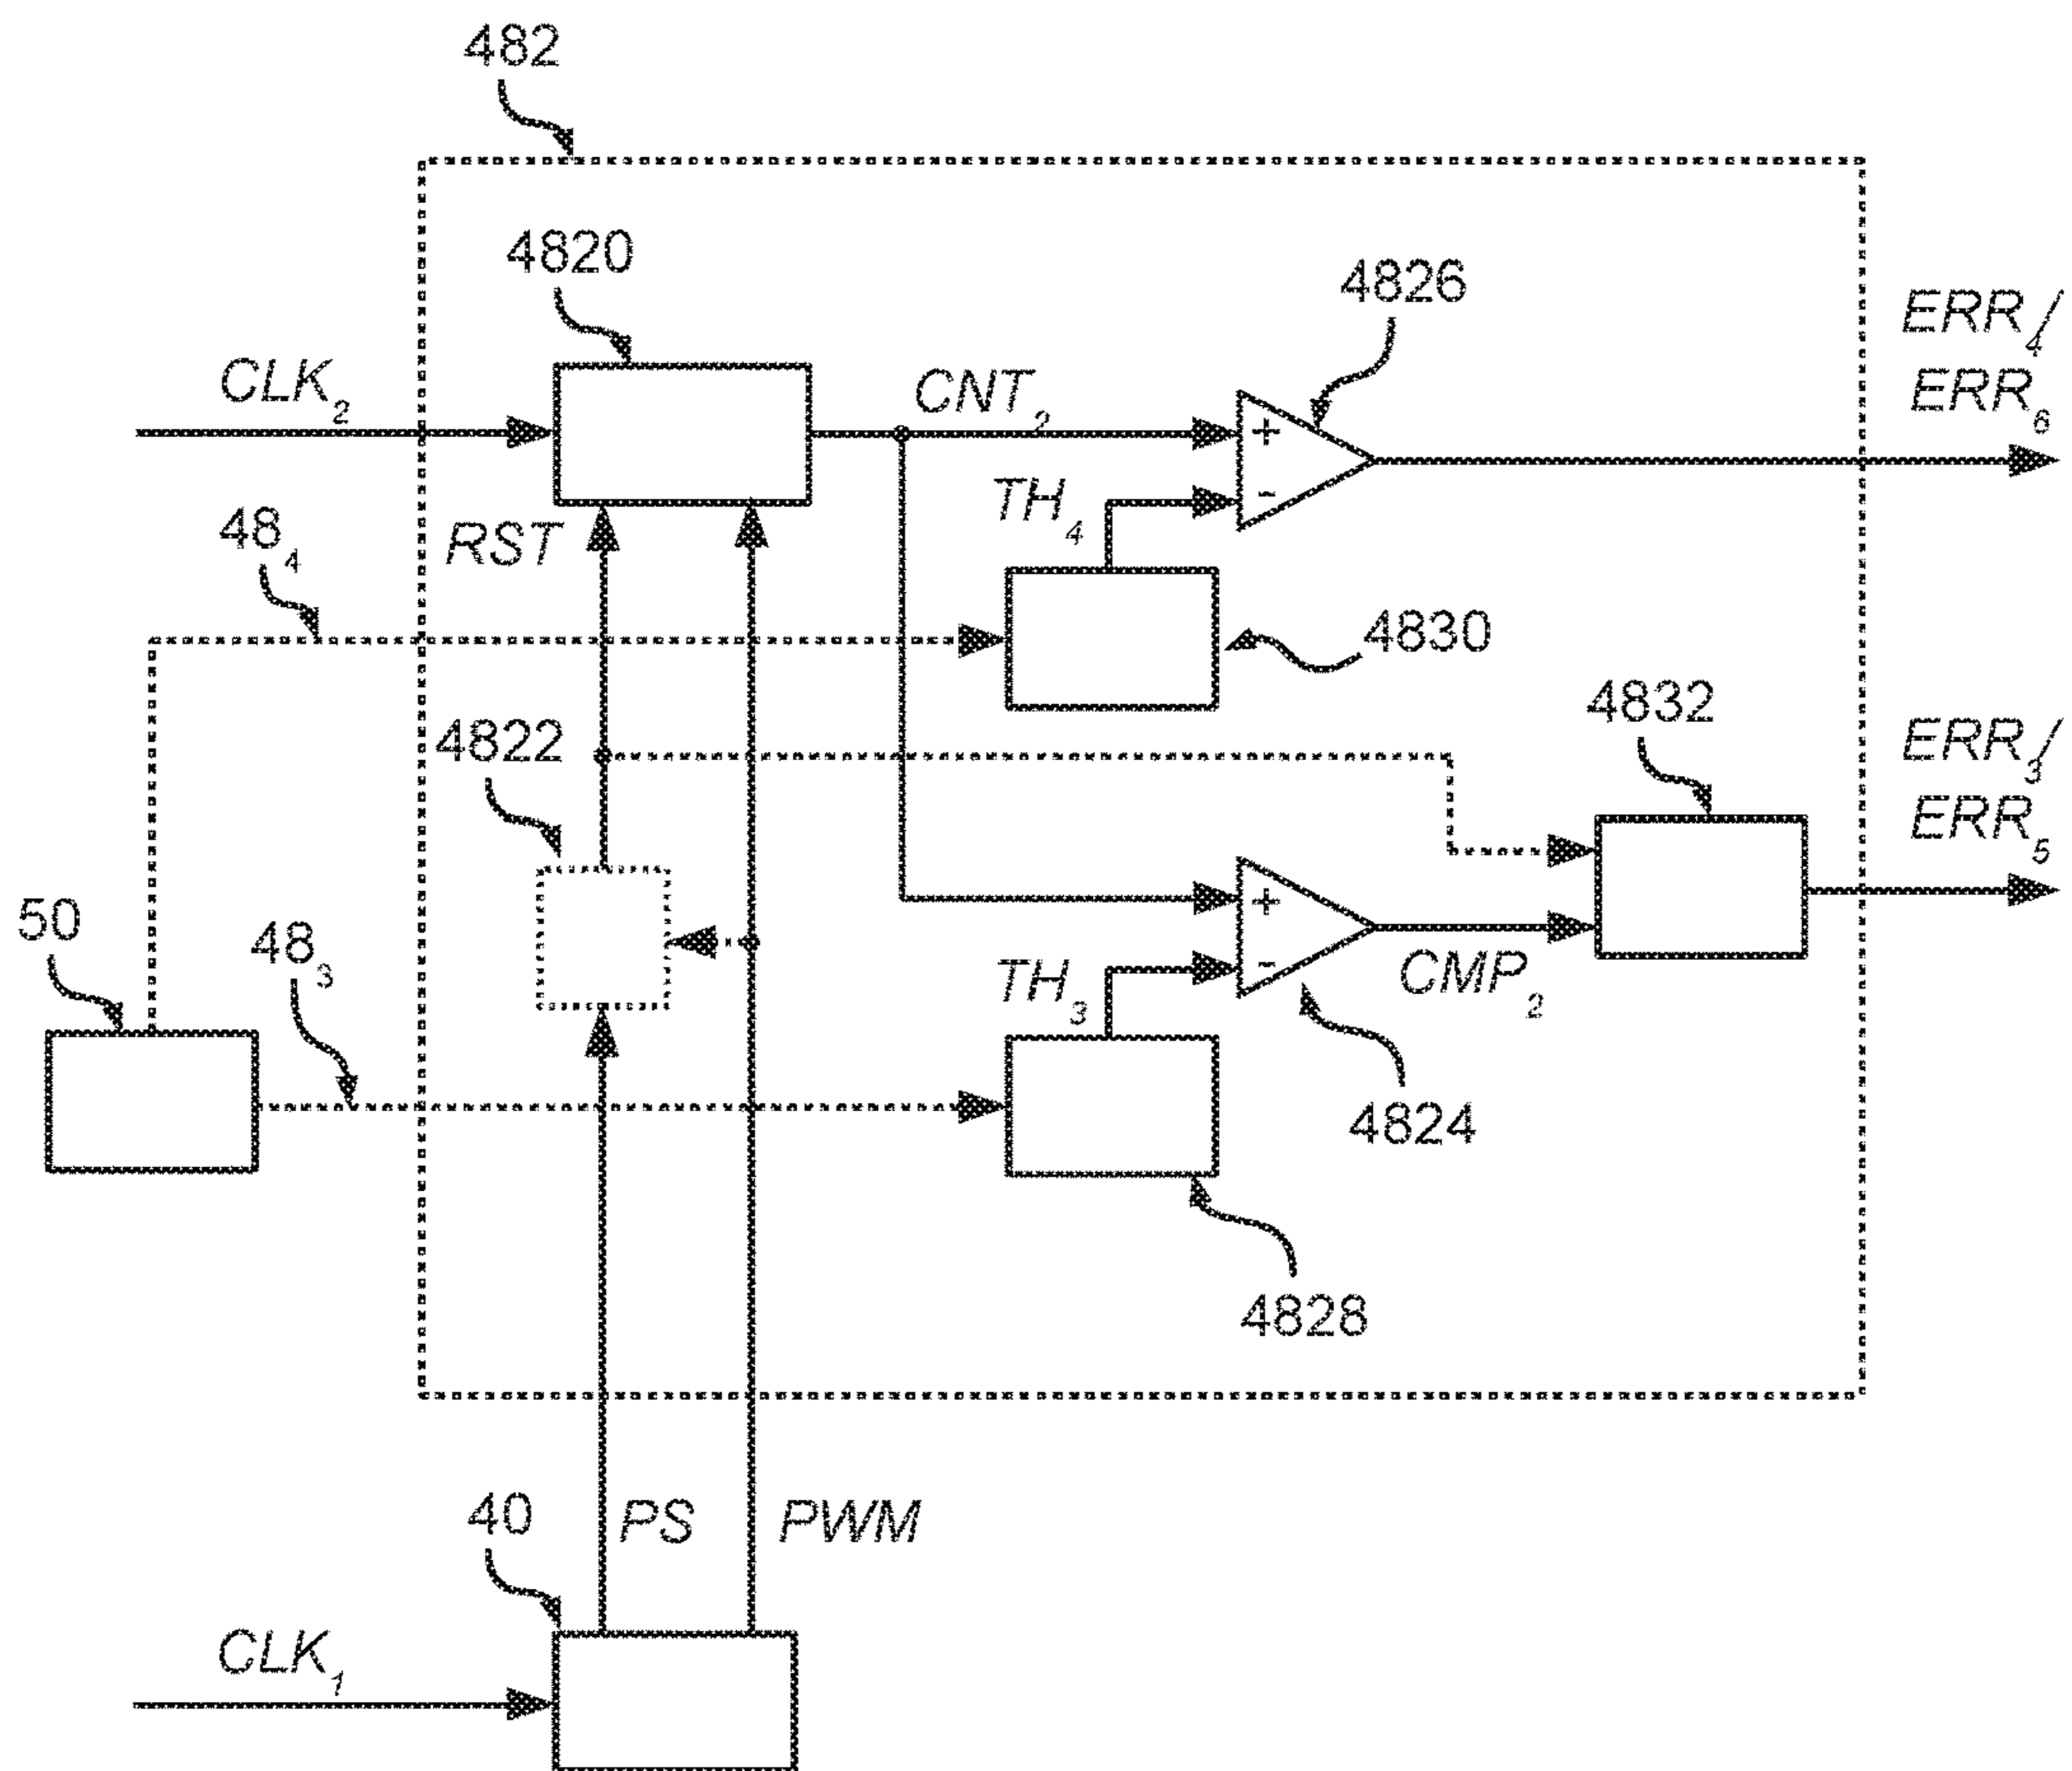 482
4820
4826
ERR4/
ERR6
CLK2
CNT2
+
-
TH4
484
RST
4830
4822
4832
ERR3/
ERR5
50
483
+
-
TH3
CMP2
4824
4828
40
PS
PWM
CLK1